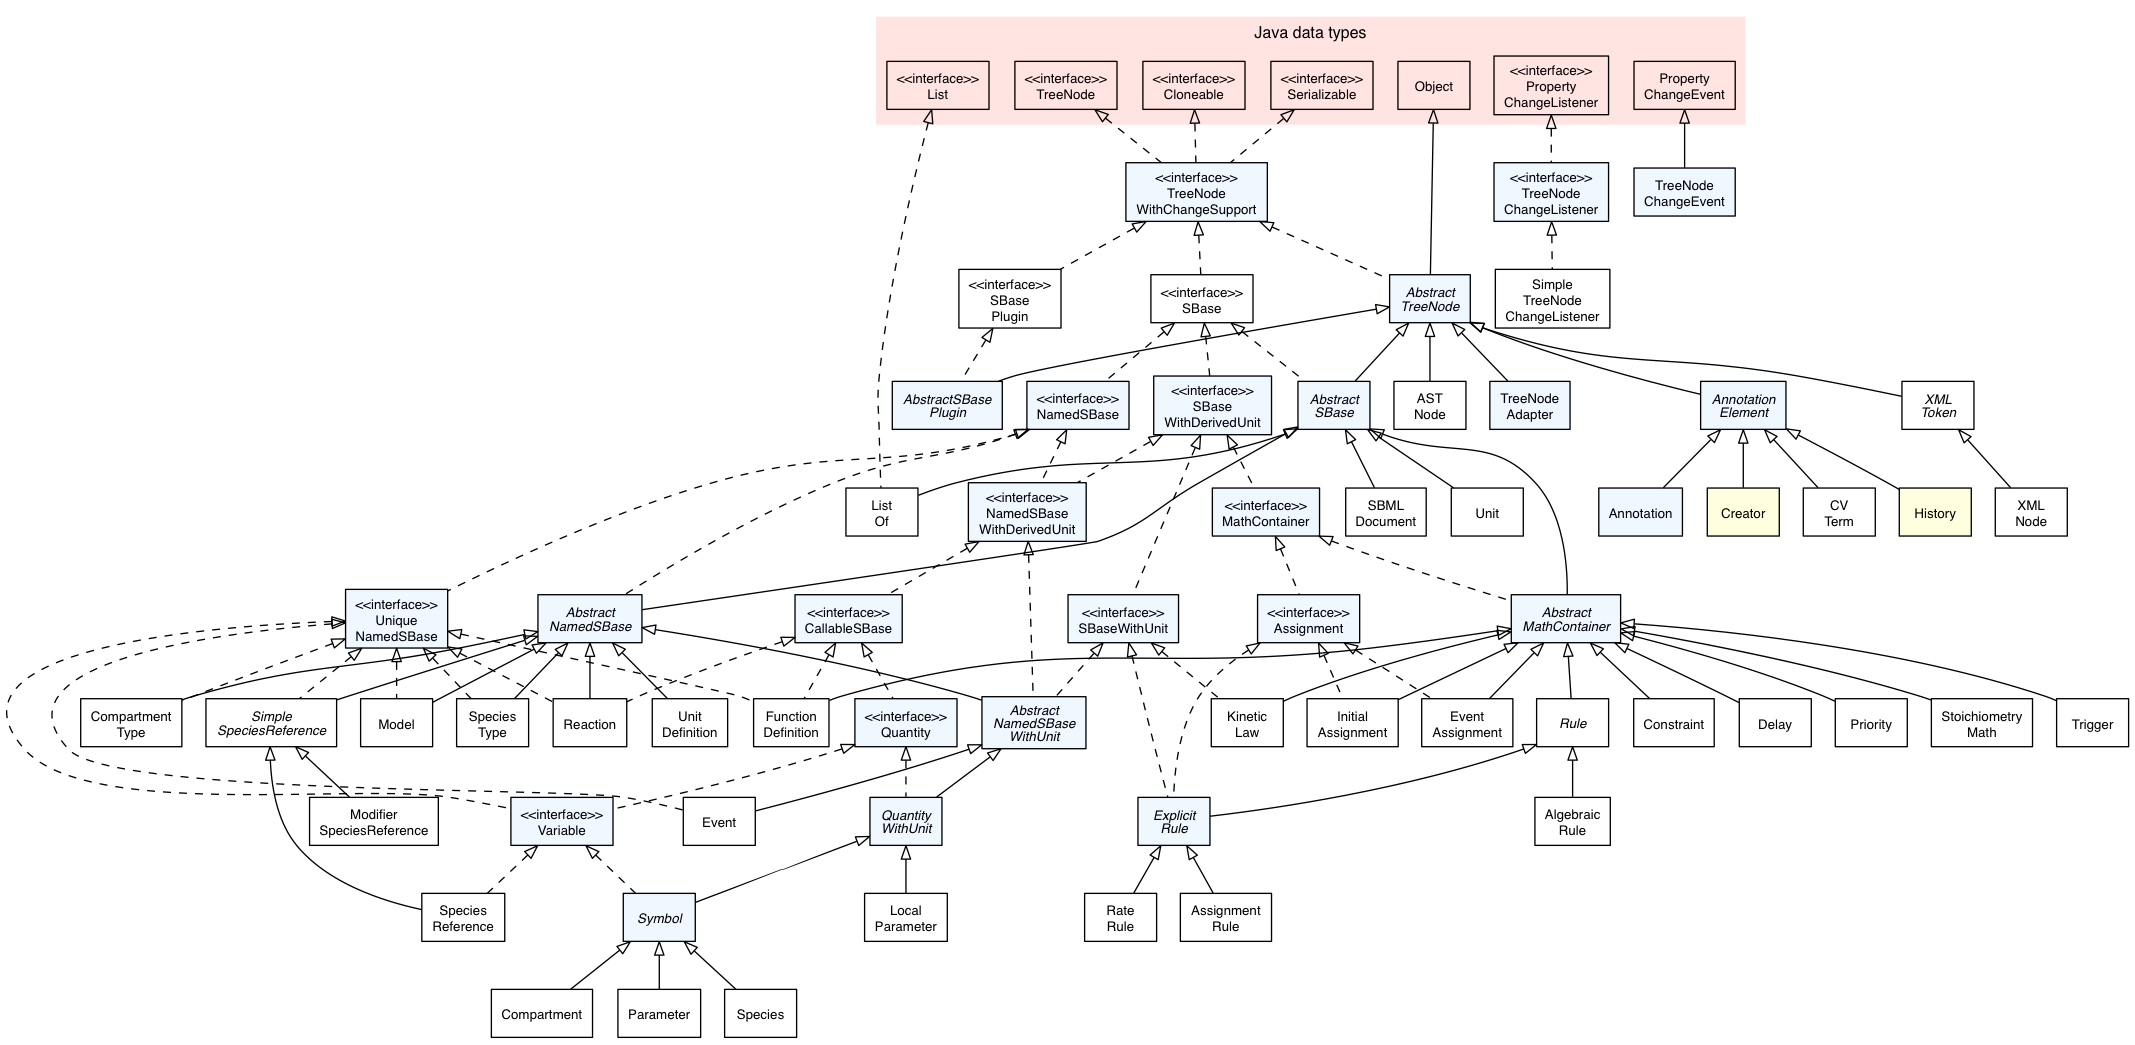 Java data types
<<interface>>
List
<<interface>>
TreeNode
<<interface>>
Cloneable
<<interface>>
Serializable
Object
<<interface>>
Property
ChangeListener
Property
ChangeEvent
<<interface>>
TreeNode
WithChangeSupport
<<interface>>
TreeNode
ChangeListener
TreeNode
ChangeEvent
<<interface>>
SBase
Plugin
<<interface>>
SBase
Abstract
TreeNode
Simple
TreeNode
ChangeListener
AbstractSBase
Plugin
<<interface>>
NamedSBase
<<interface>>
SBase
WithDerivedUnit
Abstract
SBase
AST
Node
TreeNode
Adapter
Annotation
Element
XML
Token
List
Of
<<interface>>
NamedSBase
WithDerivedUnit
<<interface>>
MathContainer
SBML
Document
Unit
Annotation
Creator
CV
Term
History
XML
Node
<<interface>>
Unique
NamedSBase
Abstract
NamedSBase
<<interface>>
CallableSBase
<<interface>>
SBaseWithUnit
<<interface>>
Assignment
Abstract
MathContainer
Compartment
Type
Simple
SpeciesReference
Model
Species
Type
Reaction
Unit
Definition
Function
Definition
<<interface>>
Quantity
Abstract
NamedSBase
WithUnit
Kinetic
Law
Initial
Assignment
Event
Assignment
Rule
Constraint
Delay
Priority
Stoichiometry
Math
Trigger
Modifier
SpeciesReference
<<interface>>
Variable
Event
Quantity
WithUnit
Explicit
Rule
Algebraic
Rule
Species
Reference
Symbol
Local
Parameter
Rate
Rule
Assignment
Rule
Compartment
Parameter
Species